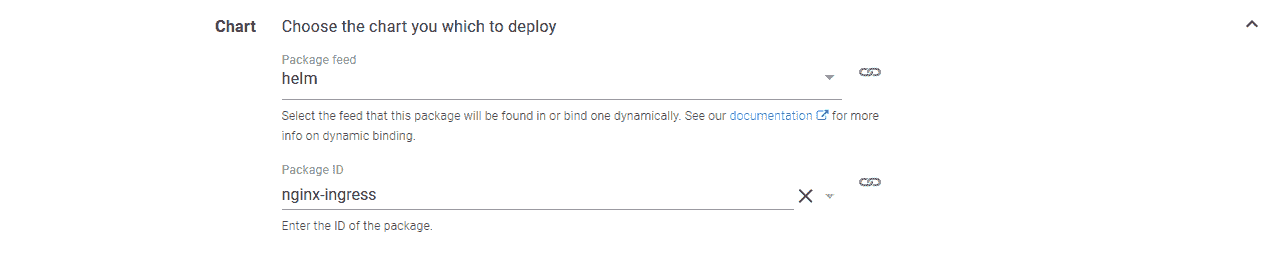 Chart Choose the chart you which to deploy
Package feed
helm
Select the feed that this package will be found in or bind one dynamically. See our documentation for more
info on dynamic binding.
Package ID
nginx-ingress
Enter the ID of the package.